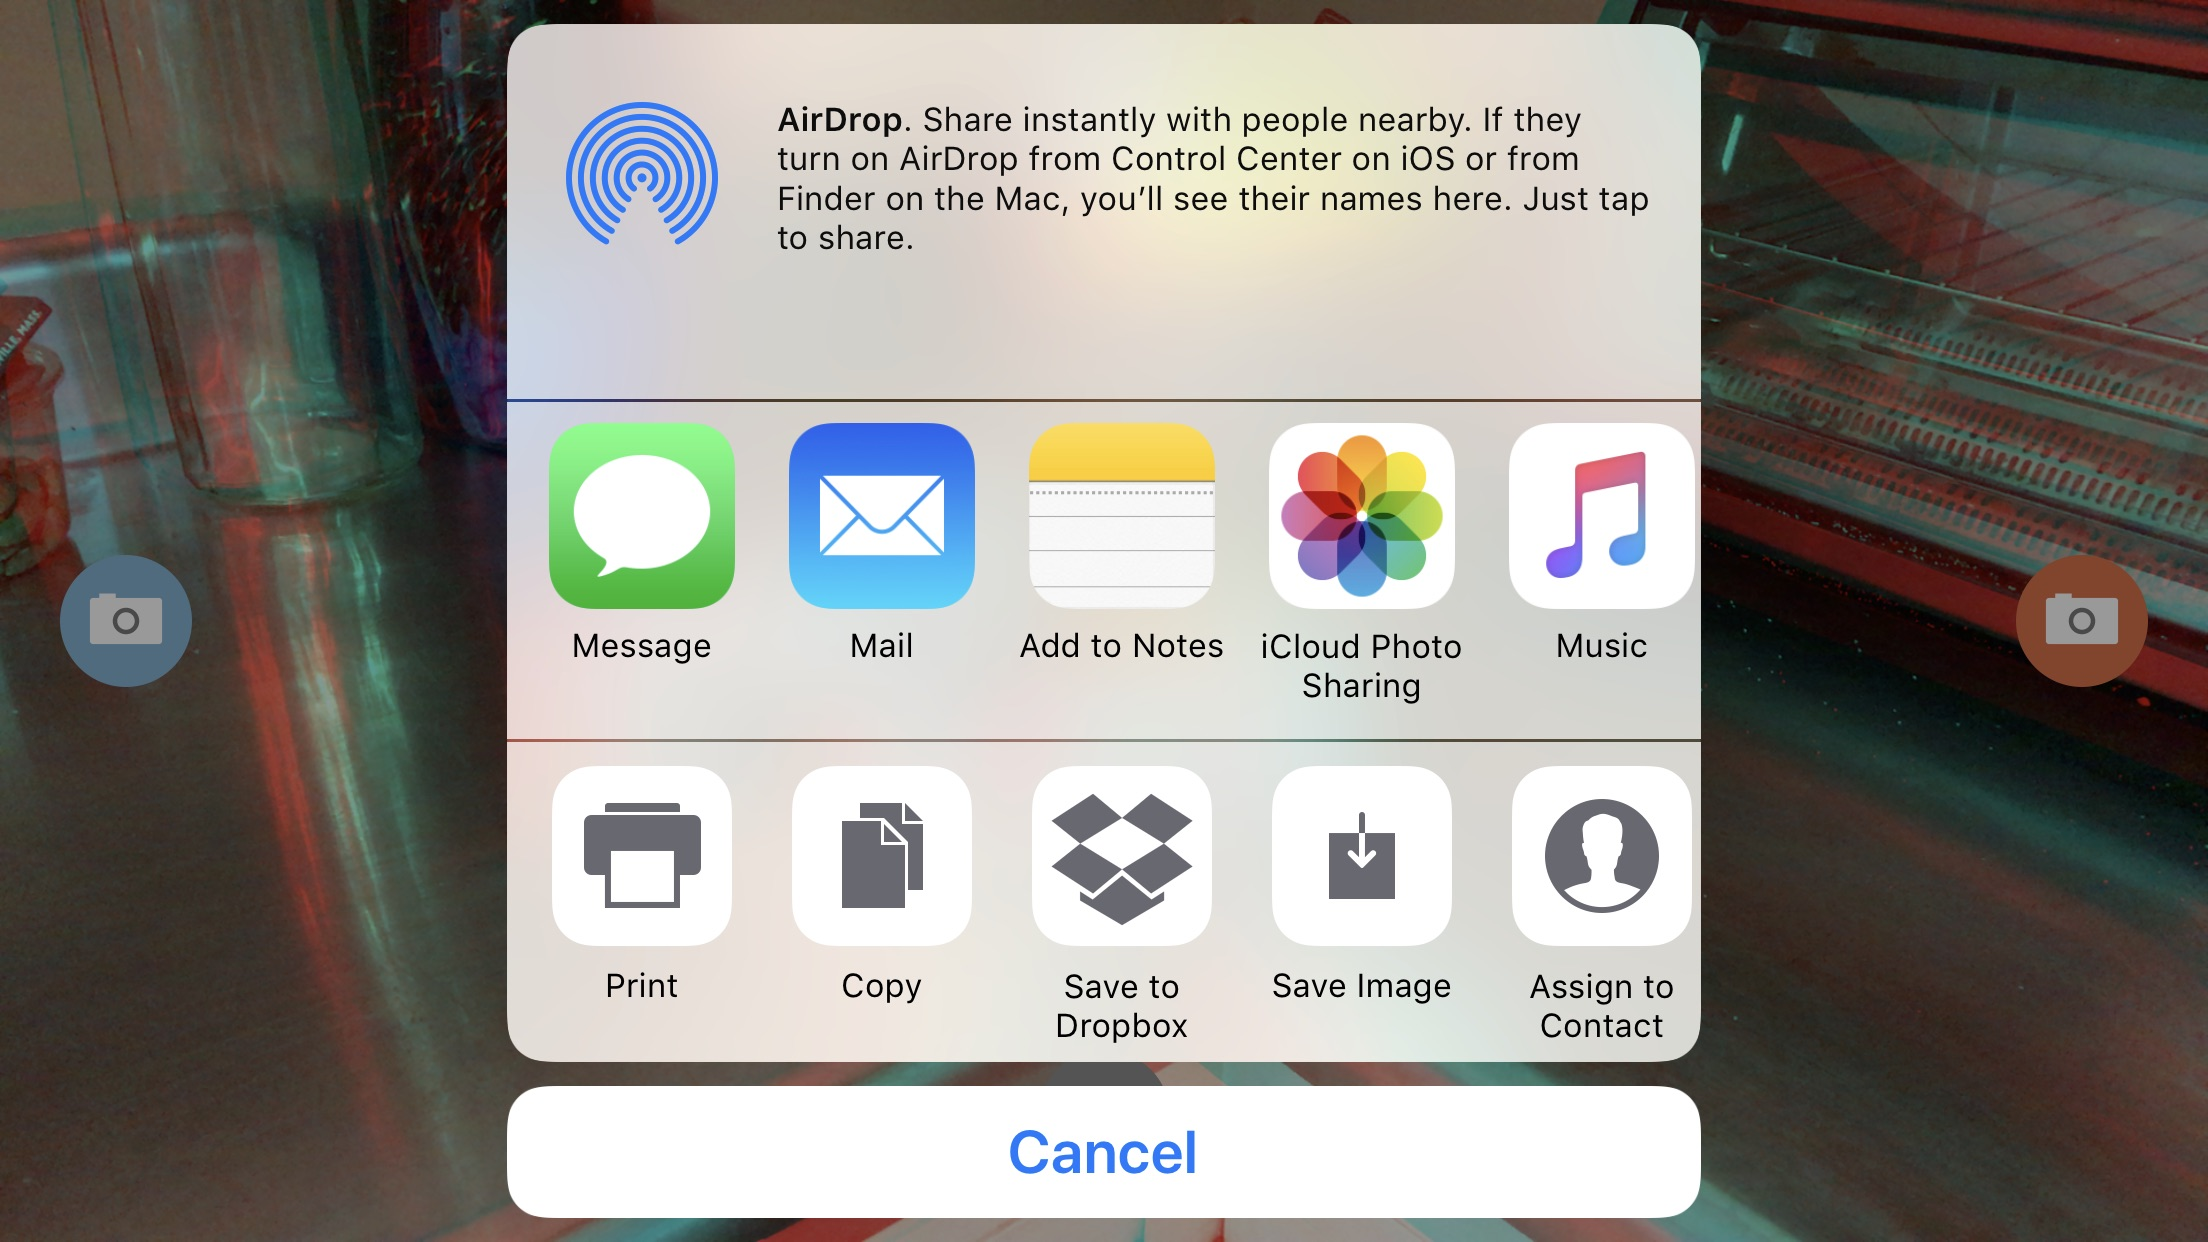 AirDrop. Share instantly with people nearby. If they
turn on AirDrop from Control Center on iOS or from
Finder on the Mac, you’ll see their names here. Just tap
to share.
VILLE, MASS.
Message
Mail
Add to Notes
iCloud Photo
Sharing
Music
Print
Copy
Save to
Dropbox
Save Image
Assign to
Contact
Cancel